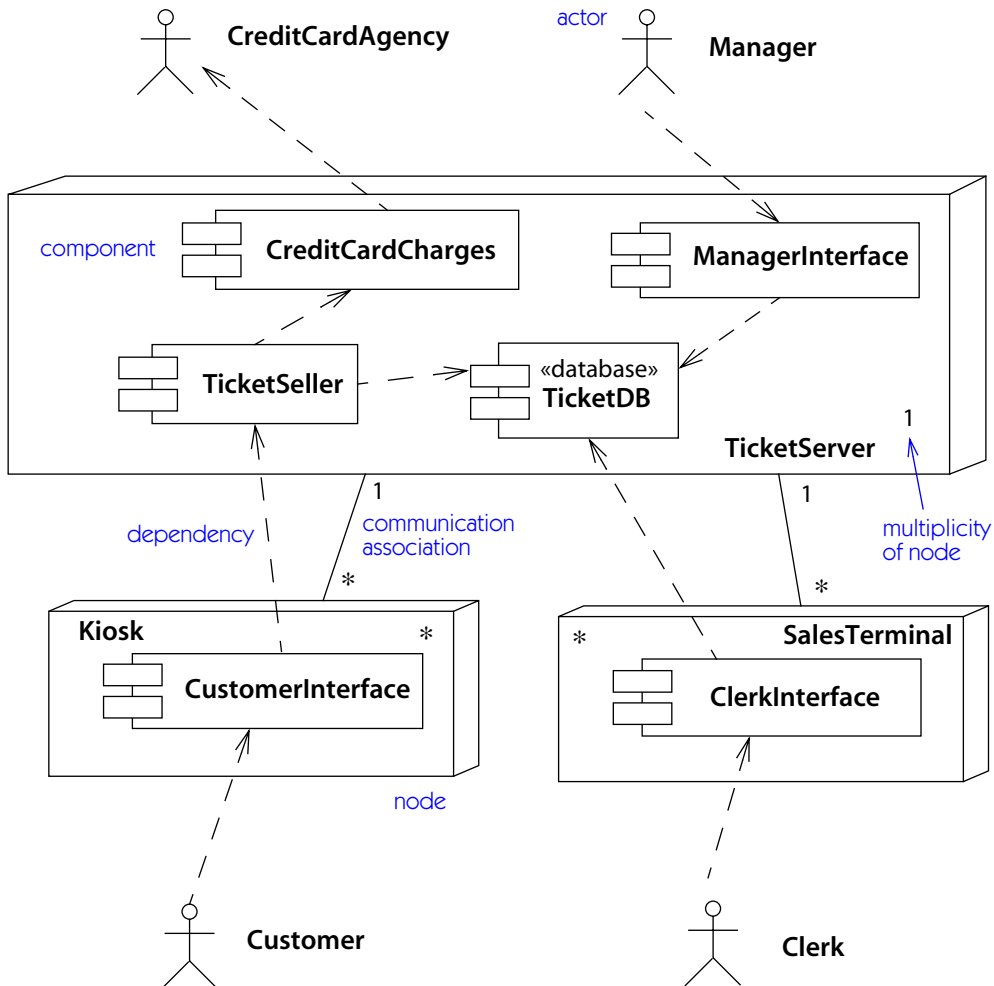 actor
CreditCardAgency
Manager
component
CreditCardCharges
ManagerInterface
TicketSeller
«database»
TicketDB
TicketServer
1
1
1
dependency
communication
association
multiplicity
of node
*
*
Kiosk
*
*
SalesTerminal
CustomerInterface
ClerkInterface
node
Customer
Clerk